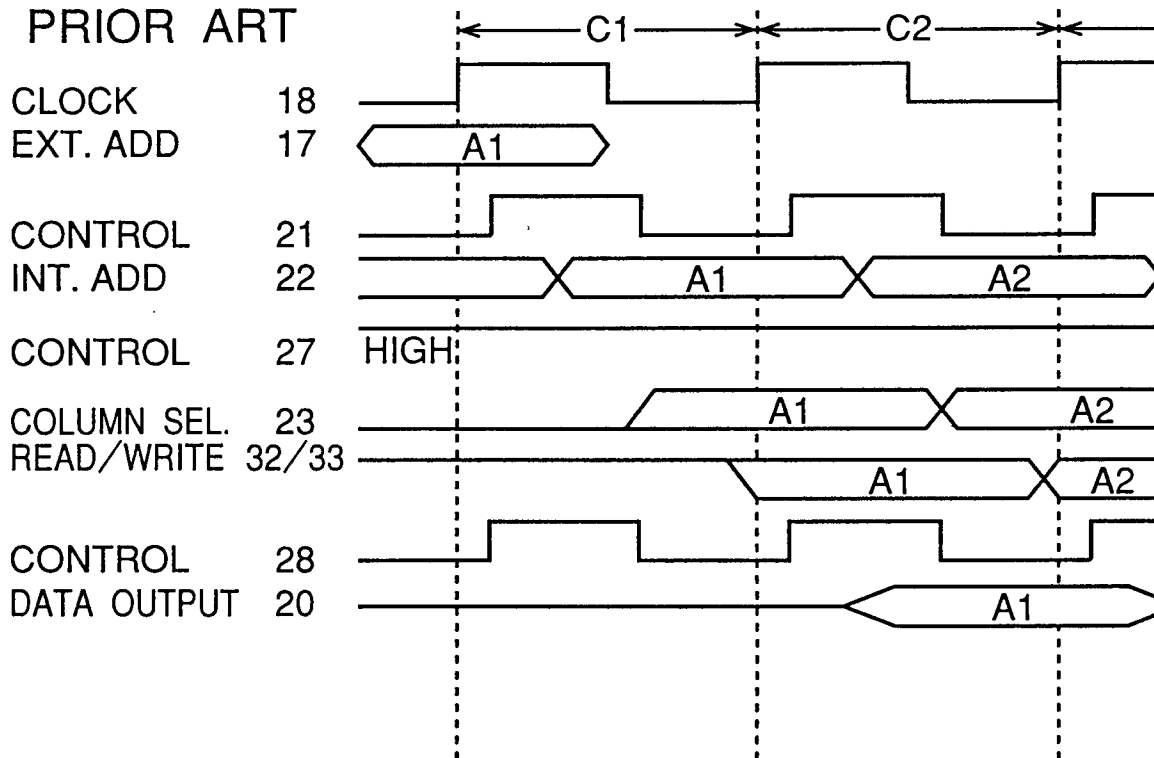 PRIOR ART
C1 C2
CLOCK 18
EXT. ADD 17 A1
CONTROL 21
INT. ADD 22 A1 A2
CONTROL 27 HIGH
COLUMN SEL. 23 A1 A2
READ/WRITE 32/33 A1 A2
CONTROL 28
DATA OUTPUT 20 A1